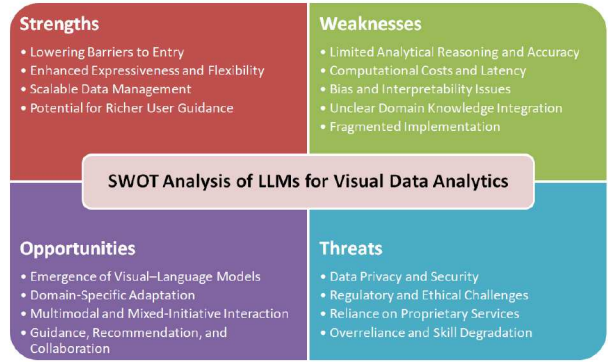 Strengths
• Lowering Barriers to Entry
• Enhanced Expressiveness and Flexibility
• Scalable Data Management
• Potential for Richer User Guidance
Weaknesses
• Limited Analytical Reasoning and Accuracy
• Computational Costs and Latency
• Bias and Interpretability Issues
• Unclear Domain Knowledge Integration
• Fragmented Implementation
SWOT Analysis of LLMs for Visual Data Analytics
Opportunities
• Emergence of Visual–Language Models
• Domain-Specific Adaptation
• Multimodal and Mixed-Initiative Interaction
• Guidance, Recommendation, and
Collaboration
Threats
• Data Privacy and Security
• Regulatory and Ethical Challenges
• Reliance on Proprietary Services
• Overreliance and Skill Degradation